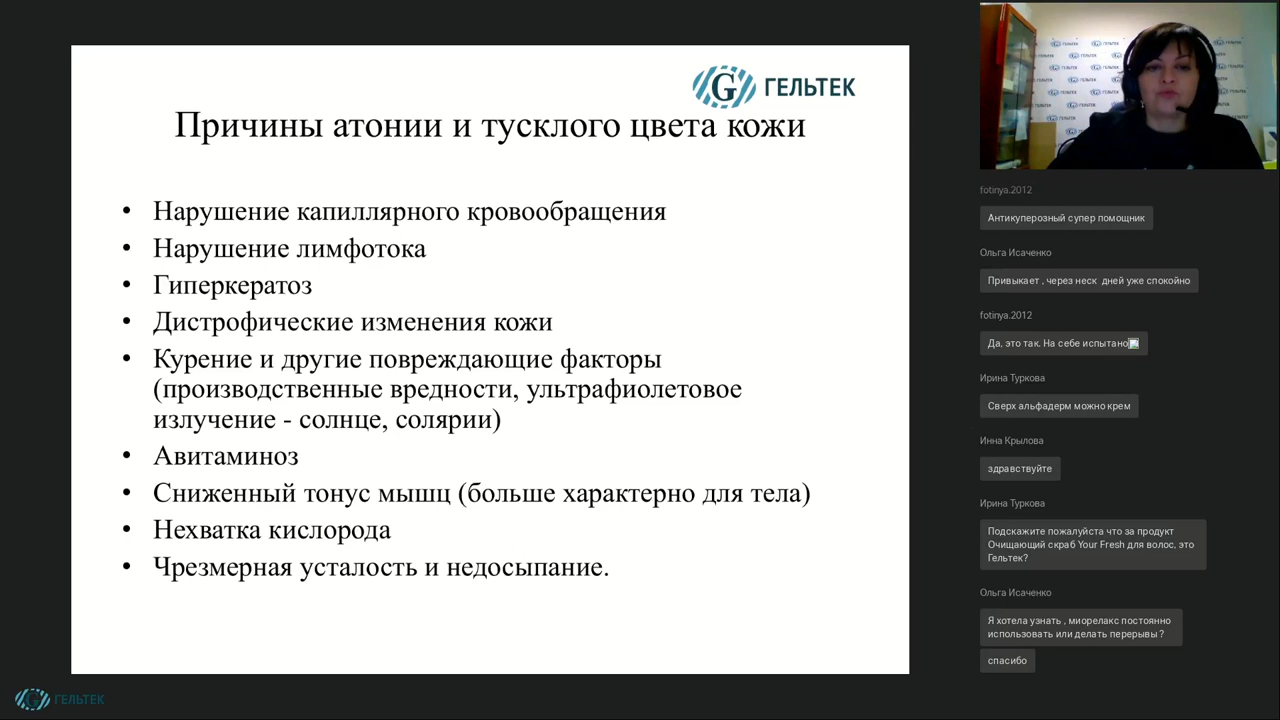 ГЕЛЬТЕК
Причины атонии и тусклого цвета кожи
• Нарушение капиллярного кровообращения
• Нарушение лимфотока
• Гиперкератоз
• Дистрофические изменения кожи
• Курение и другие повреждающие факторы
(производственные вредности, ультрафиолетовое
излучение - солнце, солярии)
• Авитаминоз
• Сниженный тонус мышц (больше характерно для тела)
• Нехватка кислорода
• Чрезмерная усталость и недосыпание.
ГЕЛЬТЕК
fotinya.2012
Антикуперозный супер помощник
Ольга Исаченко
Привыкает , через неск дней уже спокойно
fotinya.2012
Да, это так. На себе испытано
Ирина Туркова
Сверх альфадерм можно крем
Инна Крылова
здравствуйте
Ирина Туркова
Подскажите пожалуйста что за продукт
Очищающий скраб Your Fresh для волос, это
Гельтек?
Ольга Исаченко
Я хотела узнать , миорелакс постоянно
использовать или делать перерывы ?
спасибо